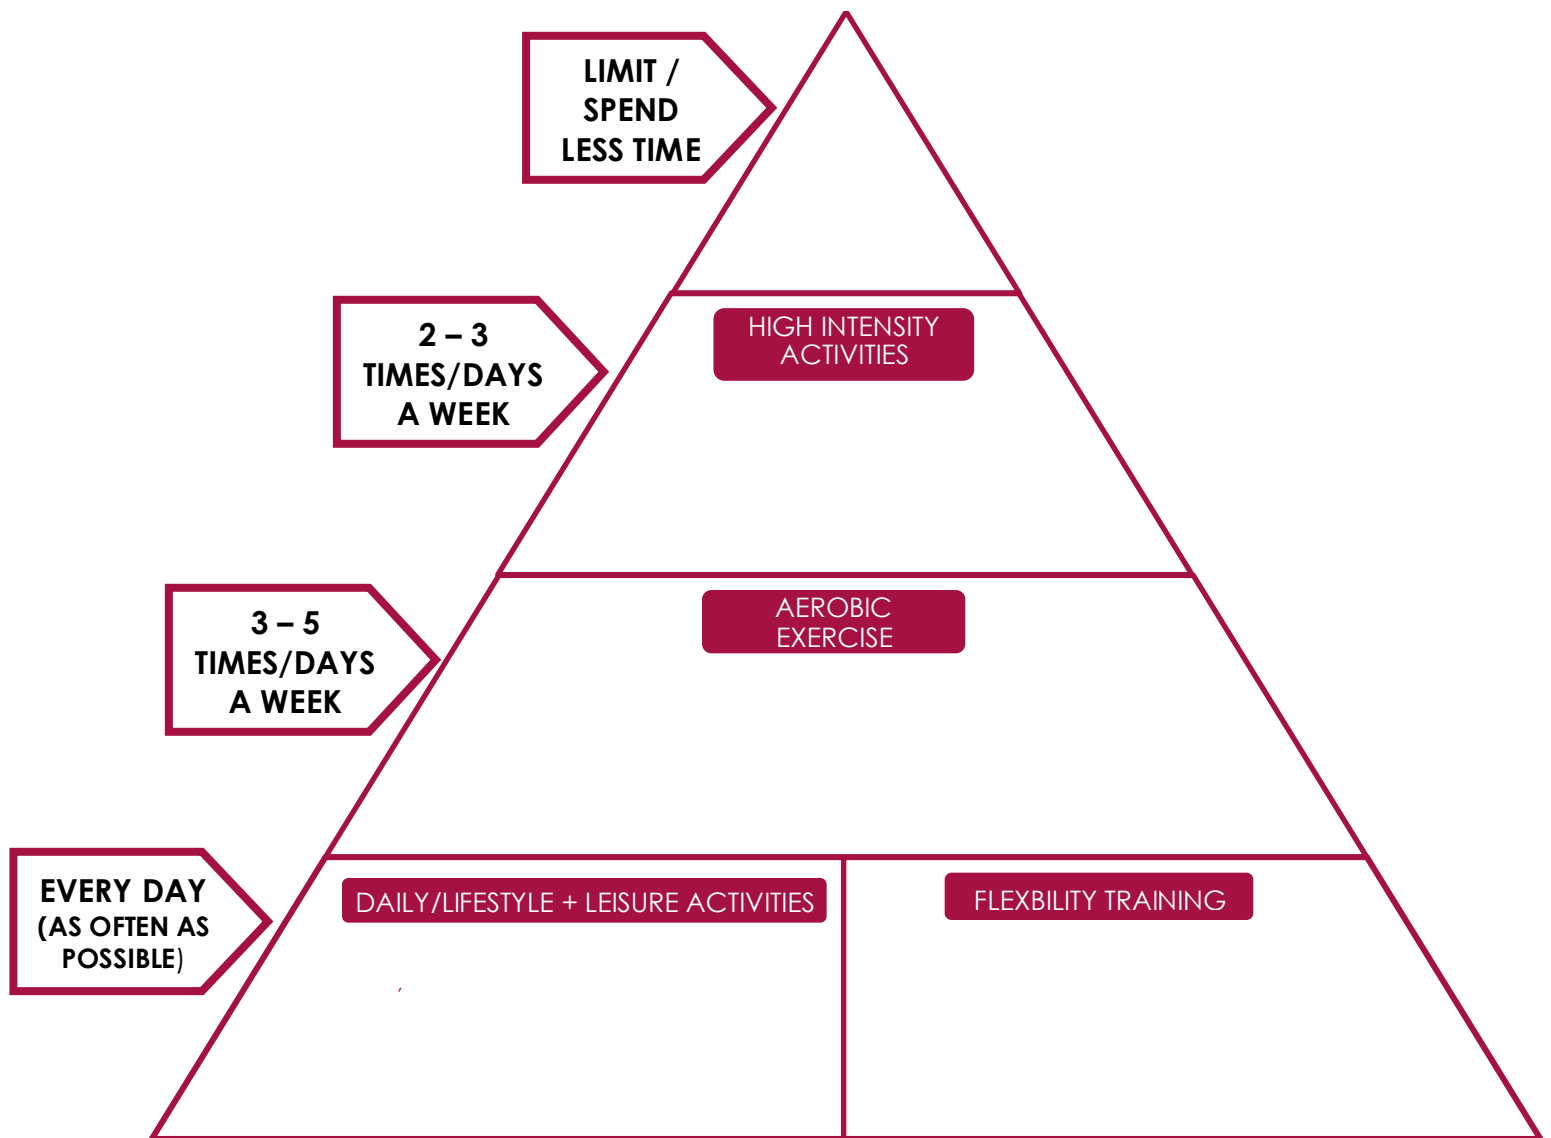 LIMIT /
SPEND
LESS TIME
HIGH INTENSITY
ACTIVITIES
2 – 3
TIMES/DAYS
A WEEK
AEROBIC
EXERCISE
3 – 5
TIMES/DAYS
A WEEK
EVERY DAY
(AS OFTEN AS
POSSIBLE)
DAILY/LIFESTYLE + LEISURE ACTIVITIES
FLEXBILITY TRAINING
,